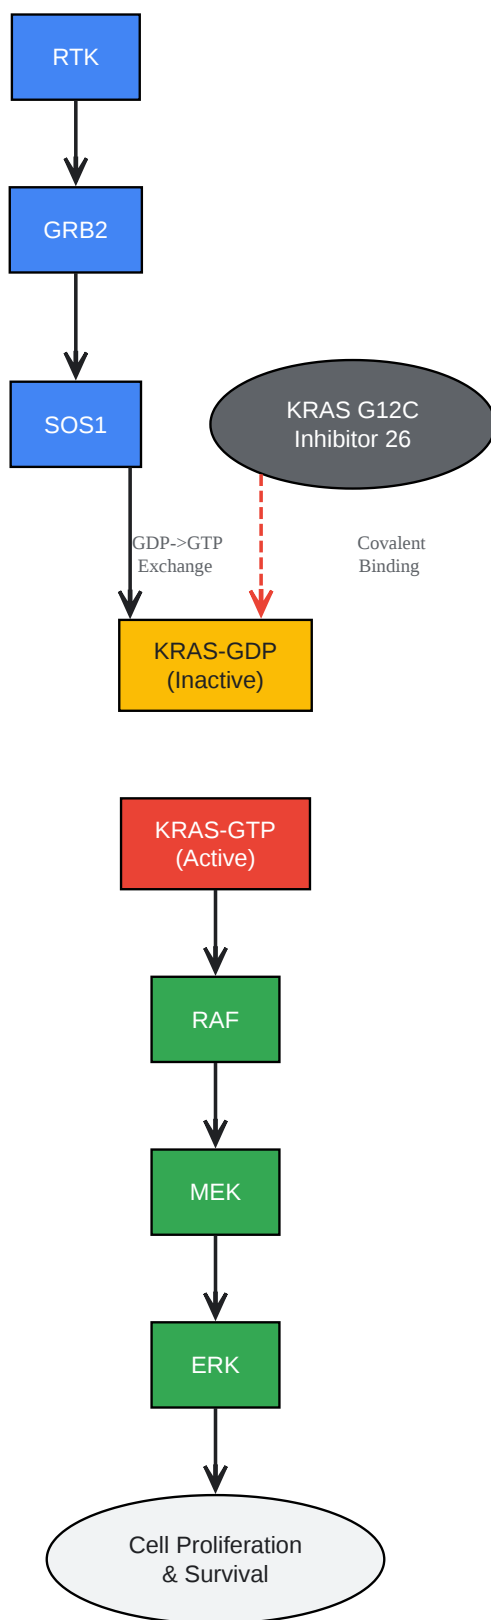 RTK
GRB2
SOS1
KRAS G12C
Inhibitor 26
GDP->GTP
Exchange
Covalent
Binding
KRAS-GDP
(Inactive)
KRAS-GTP
(Active)
RAF
MEK
ERK
Cell Proliferation
& Survival